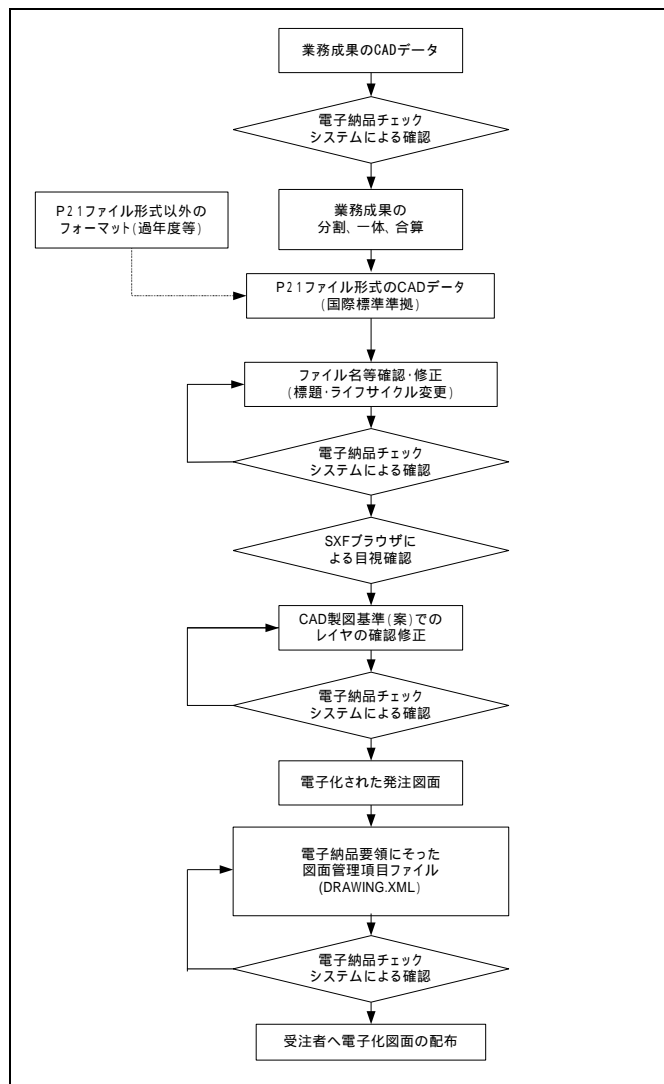 業務成果のCADデータ
電子納品チェック
システムによる確認
P21ファイル形式以外の
フォーマット(過年度等)
業務成果の
分割、一体、合算
P21ファイル形式のCADデータ
(国際標準準拠)
ファイル名等確認・修正
(標題・ライフサイクル変更)
電子納品チェック
システムによる確認
SXFブラウザに
よる目視確認
CAD製図基準(案)での
レイヤの確認修正
電子納品チェック
システムによる確認
電子化された発注図面
電子納品要領にそった
図面管理項目ファイル
(DRAWING.XML)
電子納品チェック
システムによる確認
受注者へ電子化図面の配布